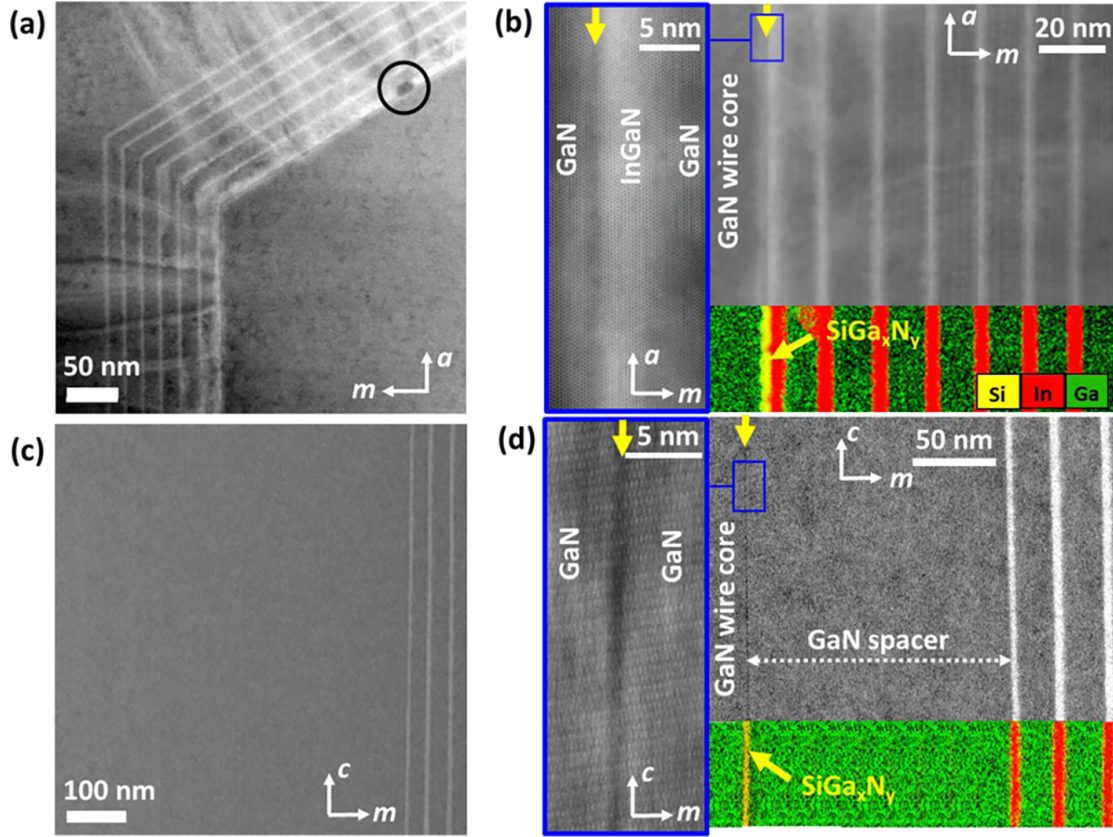 (a)
50 nm
a
m
(b)
5 nm
GaN
InGaN
GaN
a
m
GaN wire core
a
m
20 nm
SiGaxNy
Si In Ga
(c)
100 nm
c
m
(d)
5 nm
GaN
GaN
GaN wire core
c
m
50 nm
GaN spacer
SiGaxNy